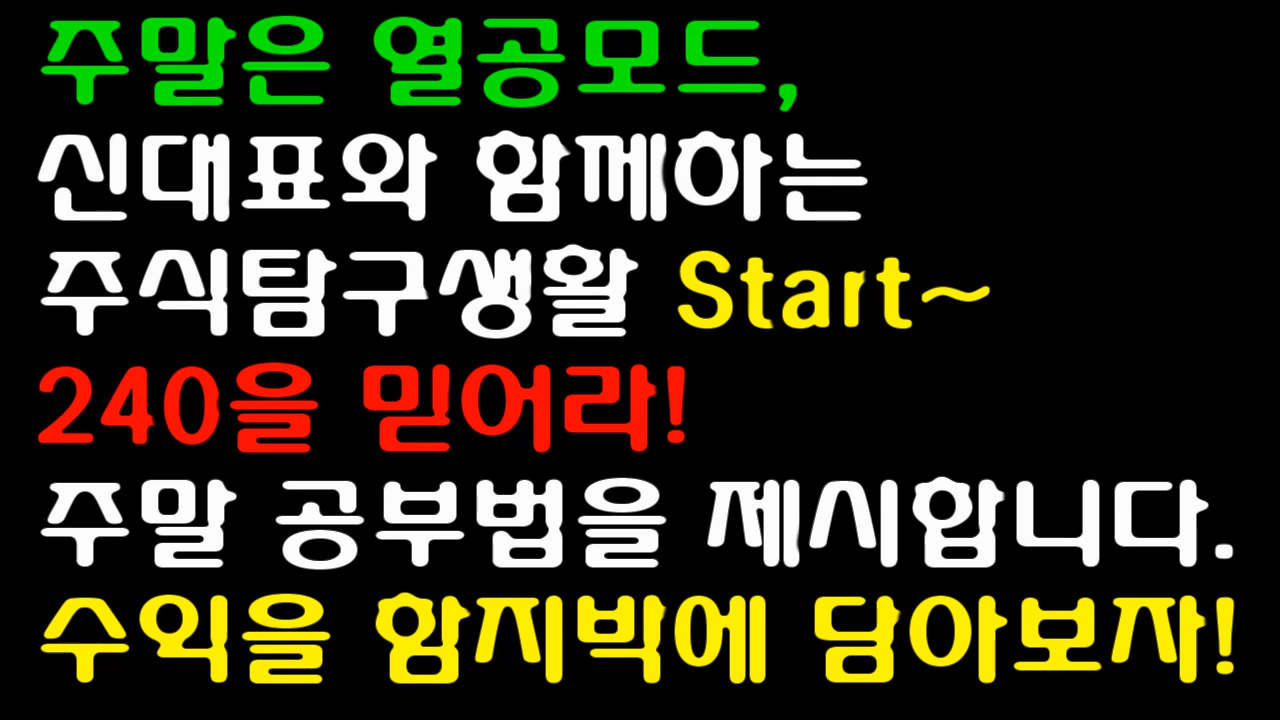 주말은 열공모드,
신대표와 함께하는
주식탐구생활 Start~
240을 믿어라!
주말 공부법을 제시합니다.
수익을 함지박에 담아보자!